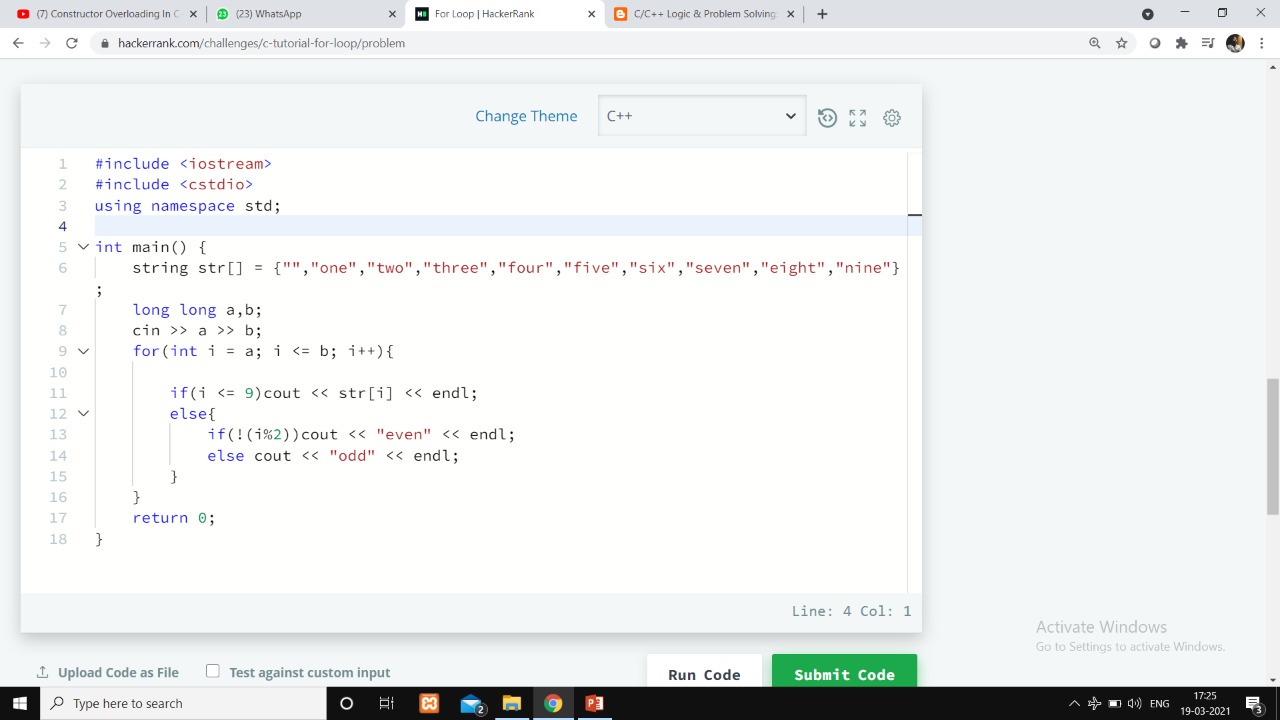 (7) Constructor Overloading in C
(23) WhatsApp
For Loop | HackerRank
C/C++ Logic & Problem Solving:
hackerrank.com/challenges/c-tutorial-for-loop/problem
Change Theme
C++
1 #include <iostream>
2 #include <cstdio>
3 using namespace std;
4
5 int main() {
6 string str[] = {"","one","two","three","four","five","six","seven","eight","nine"}
;
7 long long a,b;
8 cin >> a >> b;
9 for(int i = a; i <= b; i++){
10
11 if(i <= 9)cout << str[i] << endl;
12 else{
13 if(!(i%2))cout << "even" << endl;
14 else cout << "odd" << endl;
15 }
16 }
17 return 0;
18 }
Line: 4 Col: 1
Activate Windows
Go to Settings to activate Windows.
Upload Code as File
Test against custom input
Run Code
Submit Code
Type here to search
2
ENG
17:25
19-03-2021
3